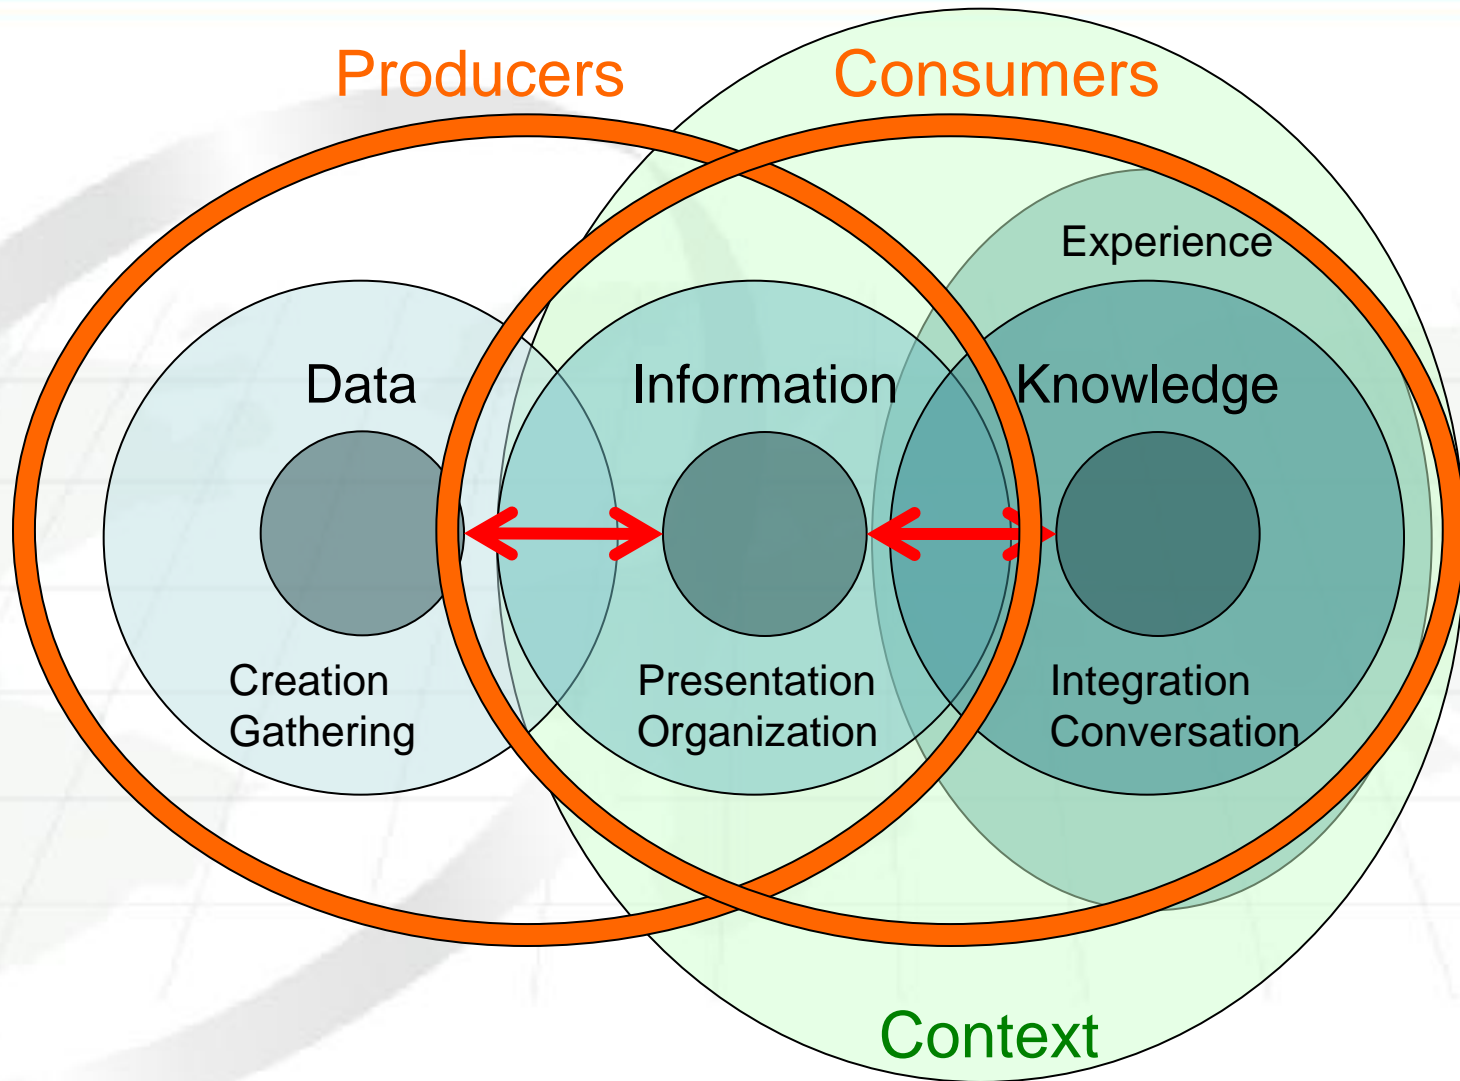 Producers
Consumers
Experience
Data
Information
Knowledge
Creation
Gathering
Presentation
Organization
Integration
Conversation
Context